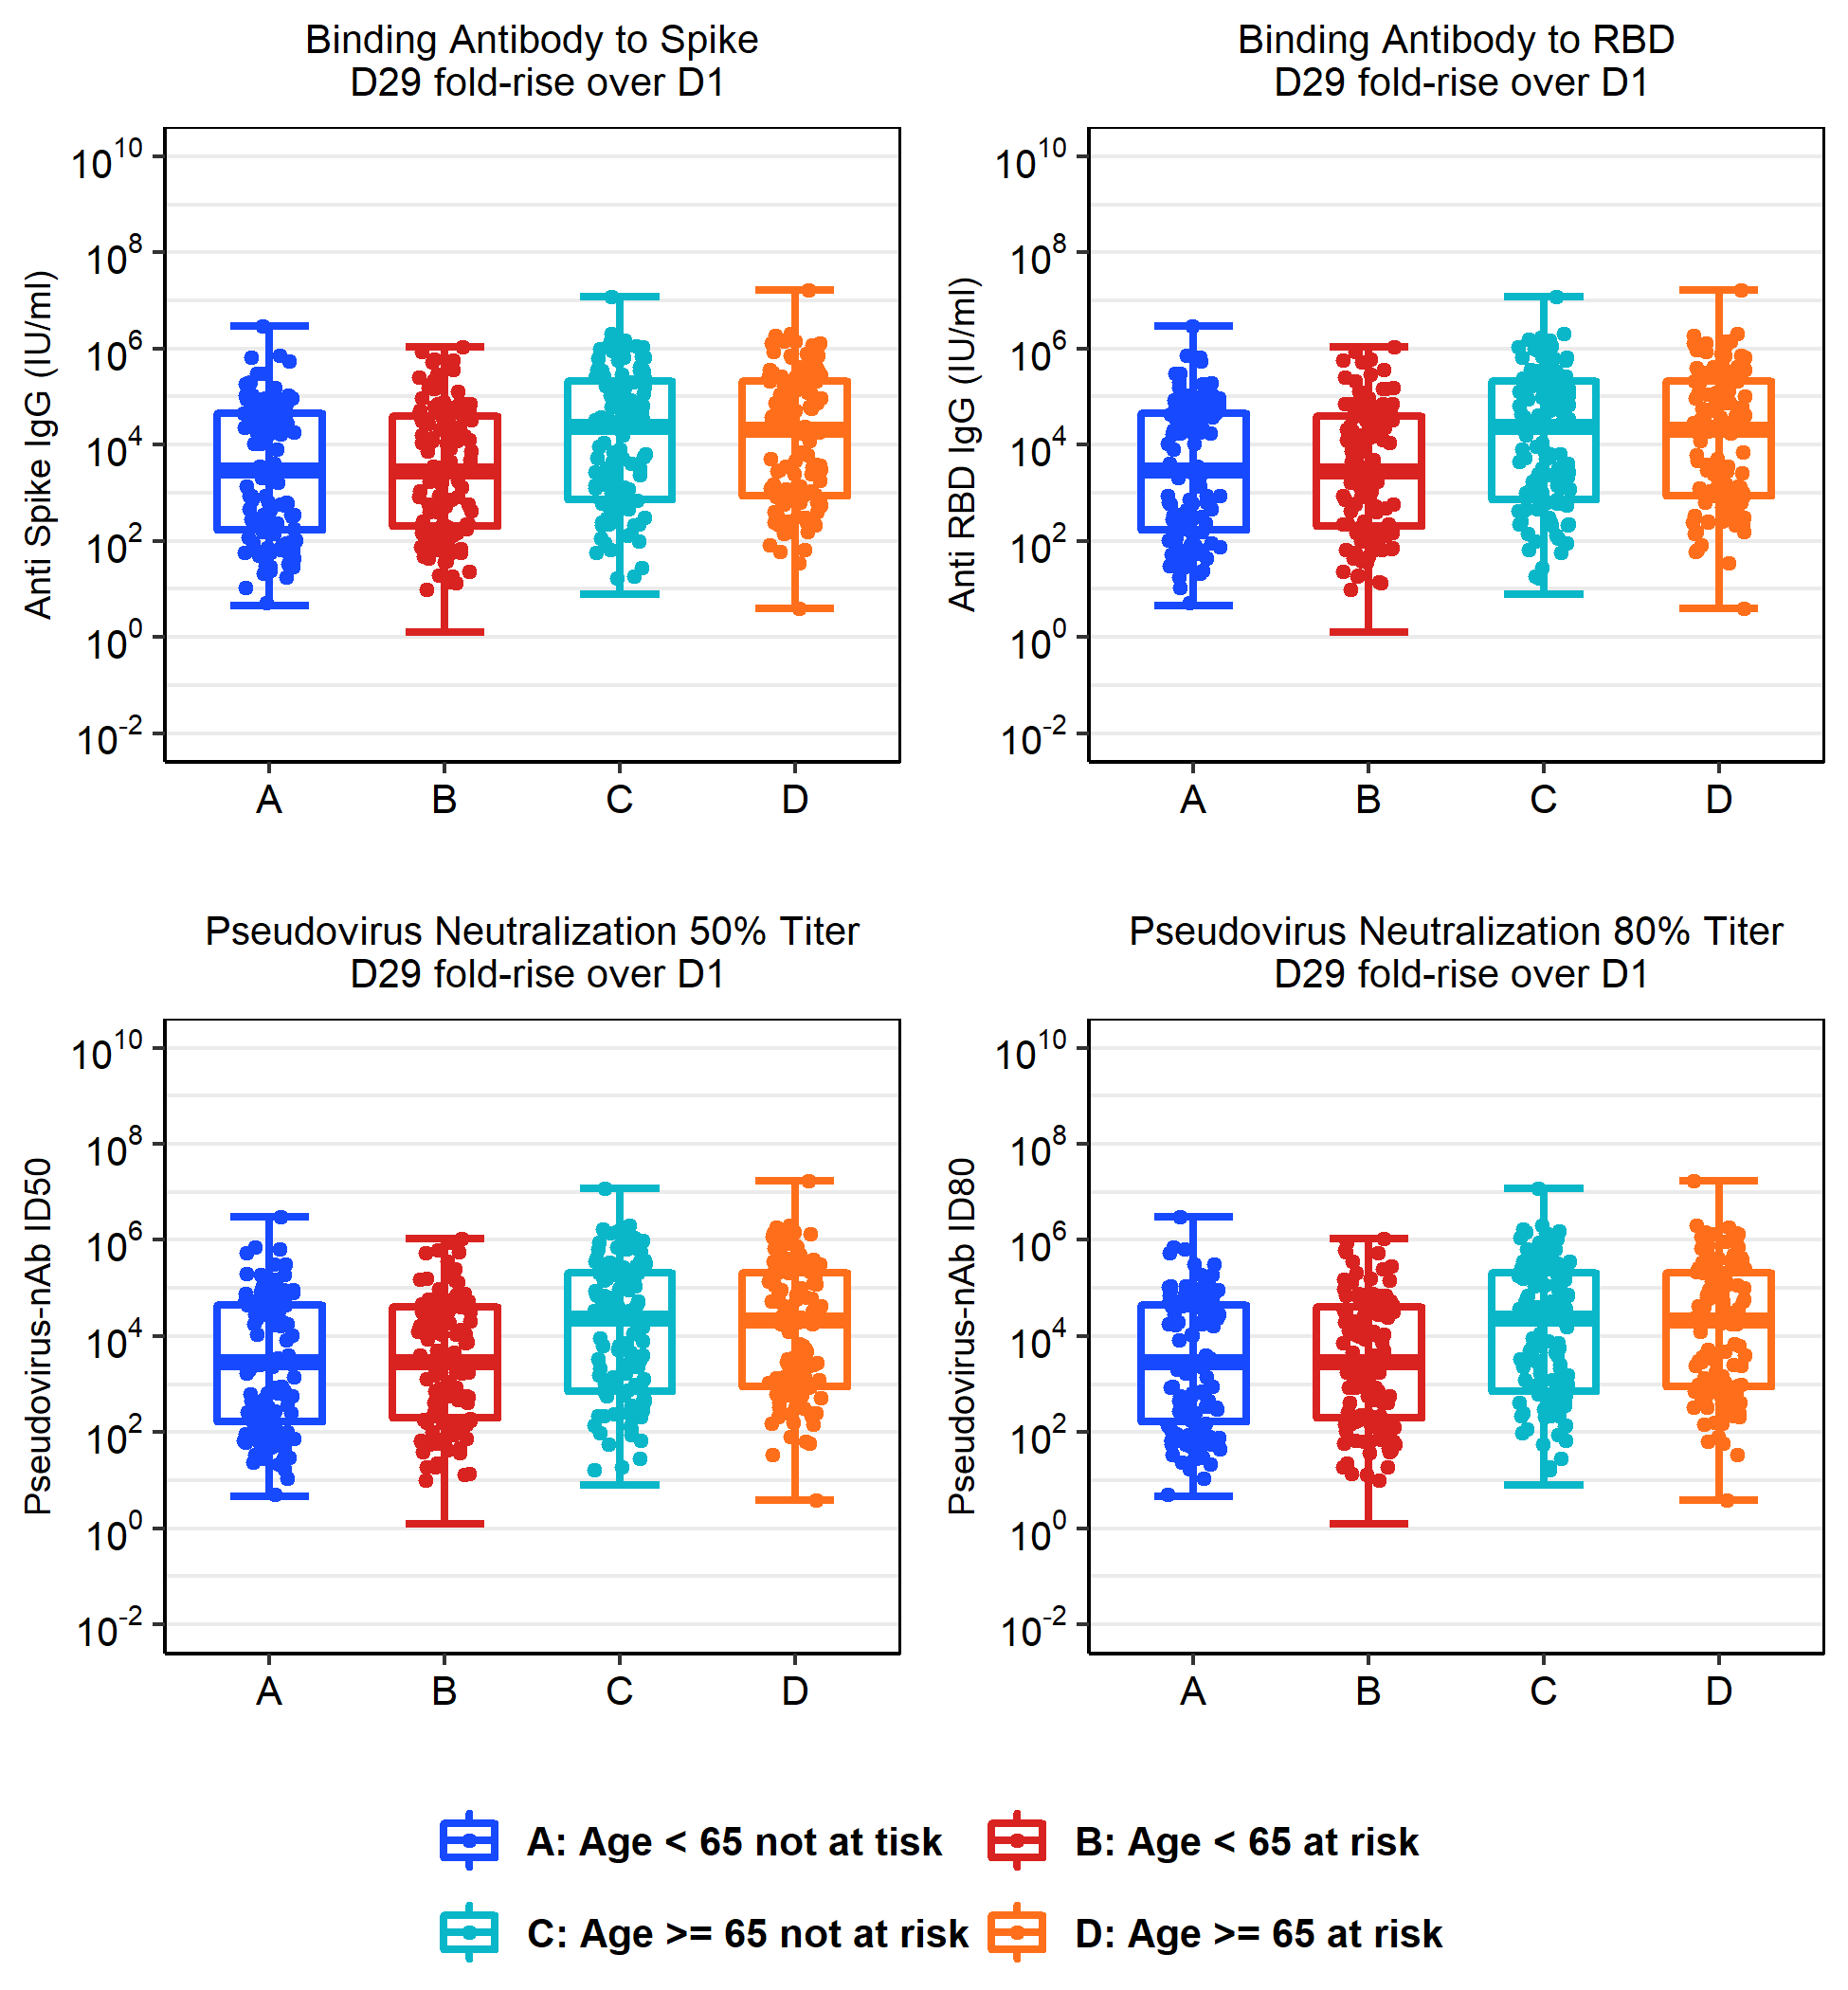 Binding Antibody to Spike
D29 fold-rise over D1
Anti Spike IgG (IU/ml)
10^10
10^8
10^6
10^4
10^2
10^0
10^-2
A B C D
Binding Antibody to RBD
D29 fold-rise over D1
Anti RBD IgG (IU/ml)
10^10
10^8
10^6
10^4
10^2
10^0
10^-2
A B C D
Pseudovirus Neutralization 50% Titer
D29 fold-rise over D1
Pseudovirus-nAb ID50
10^10
10^8
10^6
10^4
10^2
10^0
10^-2
A B C D
Pseudovirus Neutralization 80% Titer
D29 fold-rise over D1
Pseudovirus-nAb ID80
10^10
10^8
10^6
10^4
10^2
10^0
10^-2
A B C D
A: Age < 65 not at tisk
B: Age < 65 at risk
C: Age >= 65 not at risk
D: Age >= 65 at risk